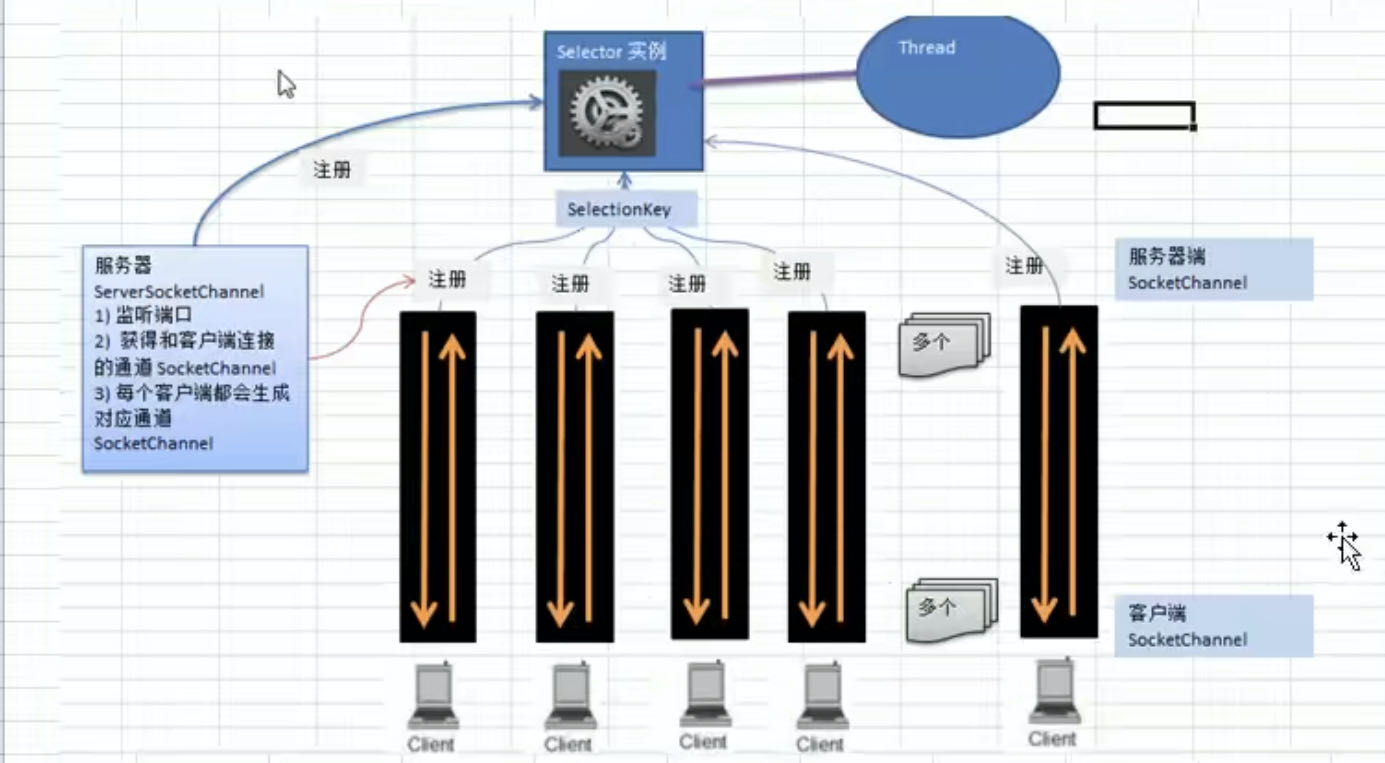 Selector 实例
Thread
注册
SelectionKey
服务器
ServerSocketChannel
1) 监听端口
2) 获得和客户端连接
的通道 SocketChannel
3) 每个客户端都会生成
对应通道
SocketChannel
注册
注册
注册
注册
注册
服务器端
SocketChannel
多个
多个
客户端
SocketChannel
Client
Client
Client
Client
Client